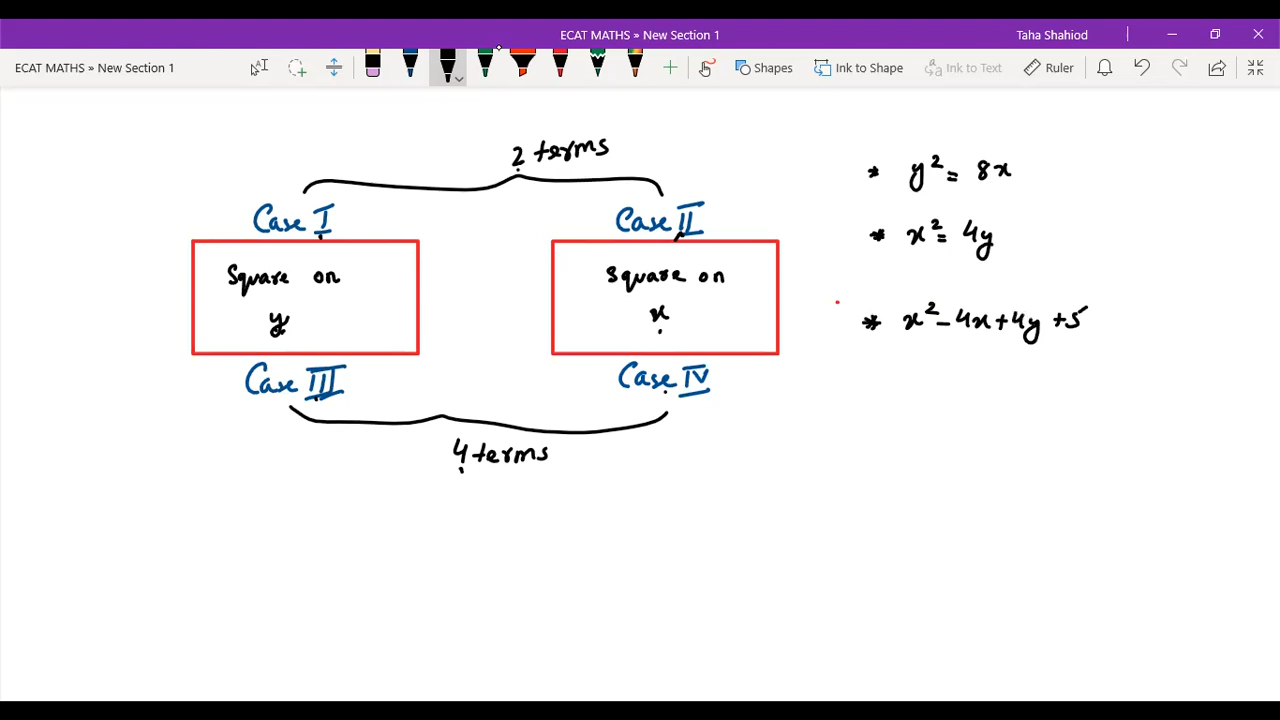 ECAT MATHS » New Section 1
Taha Shahiod
ECAT MATHS » New Section 1
Shapes
Ink to Shape
Ink to Text
Ruler
2 terms
Case I
Case II
Square on
y
Square on
x
Case III
Case IV
4 terms
* y² = 8x
* x² = 4y
* x² - 4x + 4y + 5